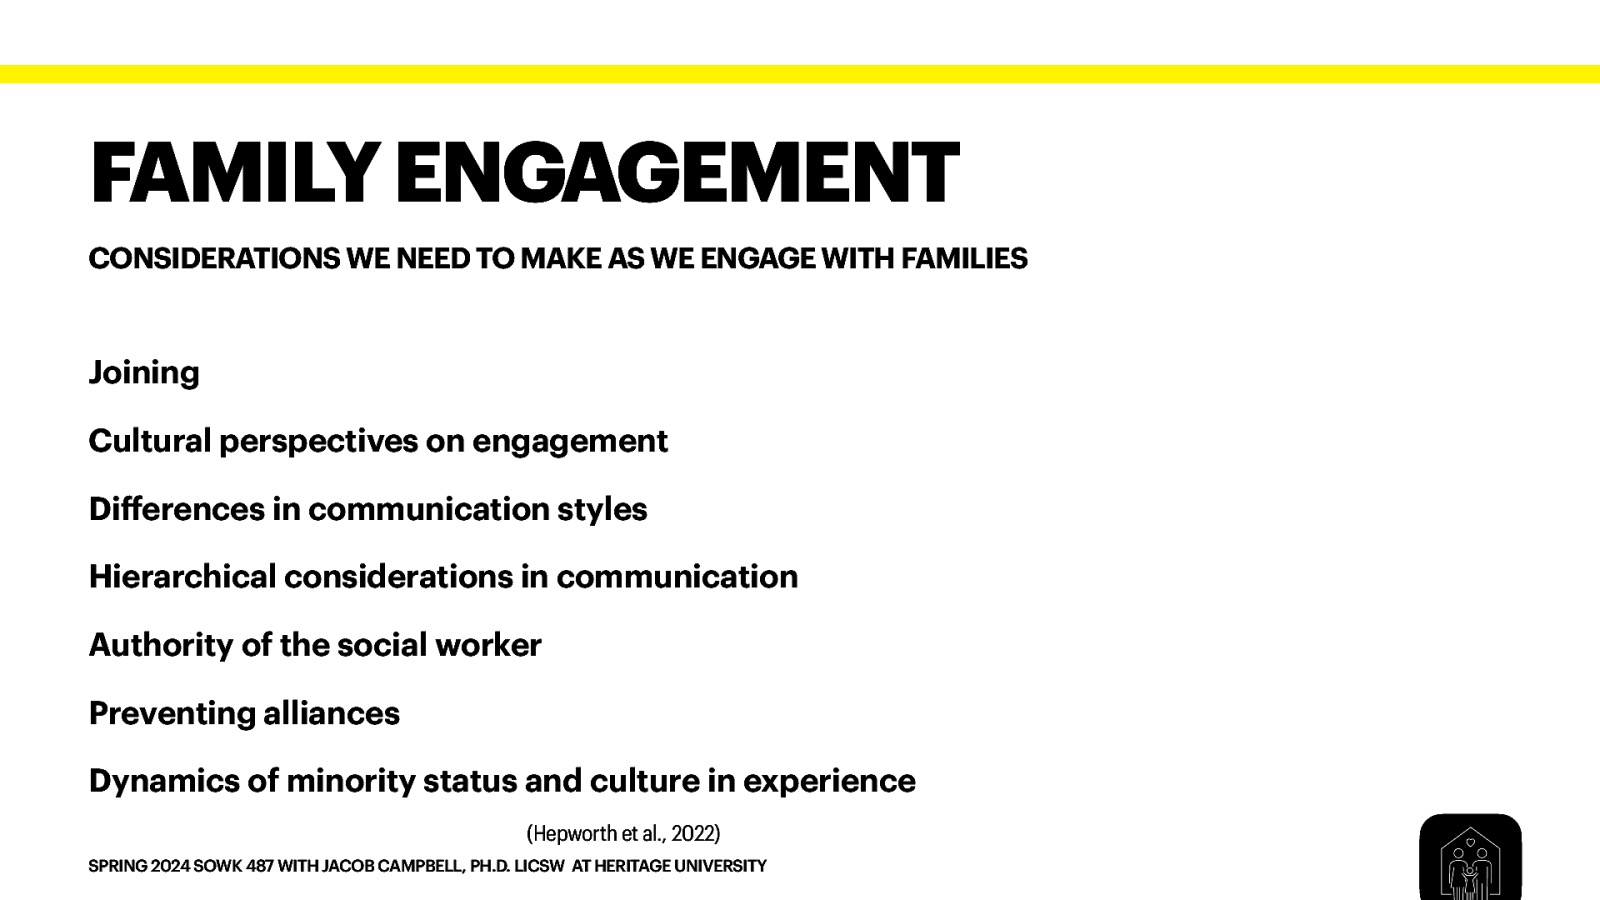 FAMILY ENGAGEMENT
CONSIDERATIONS WE NEED TO MAKE AS WE ENGAGE WITH FAMILIES
Joining
Cultural perspectives on engagement
Differences in communication styles
Hierarchical considerations in communication
Authority of the social worker
Preventing alliances
Dynamics of minority status and culture in experience
(Hepworth et al., 2022)
SPRING 2024 SOWK 487 WITH JACOB CAMPBELL, PH.D. LICSW AT HERITAGE UNIVERSITY